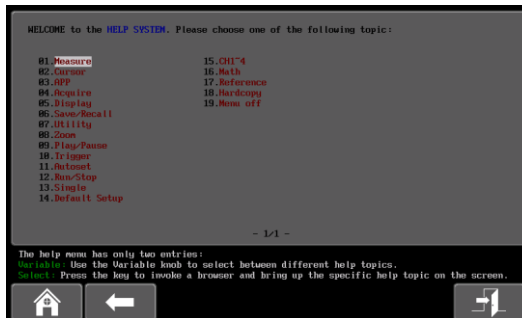 WELCOME to the HELP SYSTEM. Please choose one of the following topic:
01.Measure
02.Cursor
03.APP
04.Acquire
05.Display
06.Save/Recall
07.Utility
08.Zoom
09.Play/Pause
10.Trigger
11.Autoset
12.Run/Stop
13.Single
14.Default Setup
15.CH1~4
16.Math
17.Reference
18.Hardcopy
19.Menu off
- 1/1 -
The help menu has only two entries:
Variable: Use the Variable knob to select between different help topics.
Select: Press the key to invoke a browser and bring up the specific help topic on the screen.